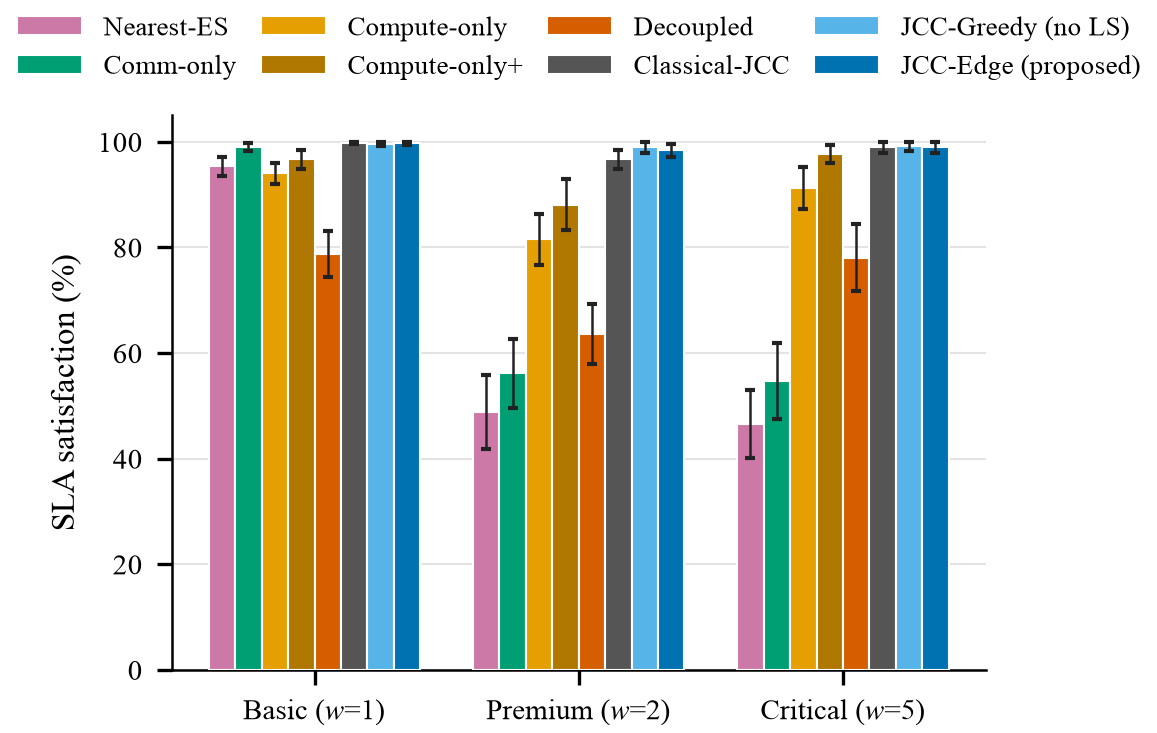 Nearest-ES Compute-only Decoupled JCC-Greedy (no LS)
Comm-only Compute-only+ Classical-JCC JCC-Edge (proposed)
100
80
60
40
20
0
SLA satisfaction (%)
Basic (w=1) Premium (w=2) Critical (w=5)